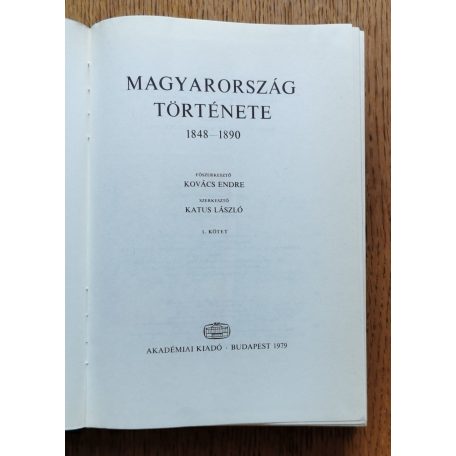 MAGYARORSZÁG
TÖRTÉNETE
1848–1890
FŐSZERKESZTŐ
KOVÁCS ENDRE
SZERKESZTŐ
KATUS LÁSZLÓ
1. KÖTET
AKADÉMIAI KIADÓ · BUDAPEST 1979